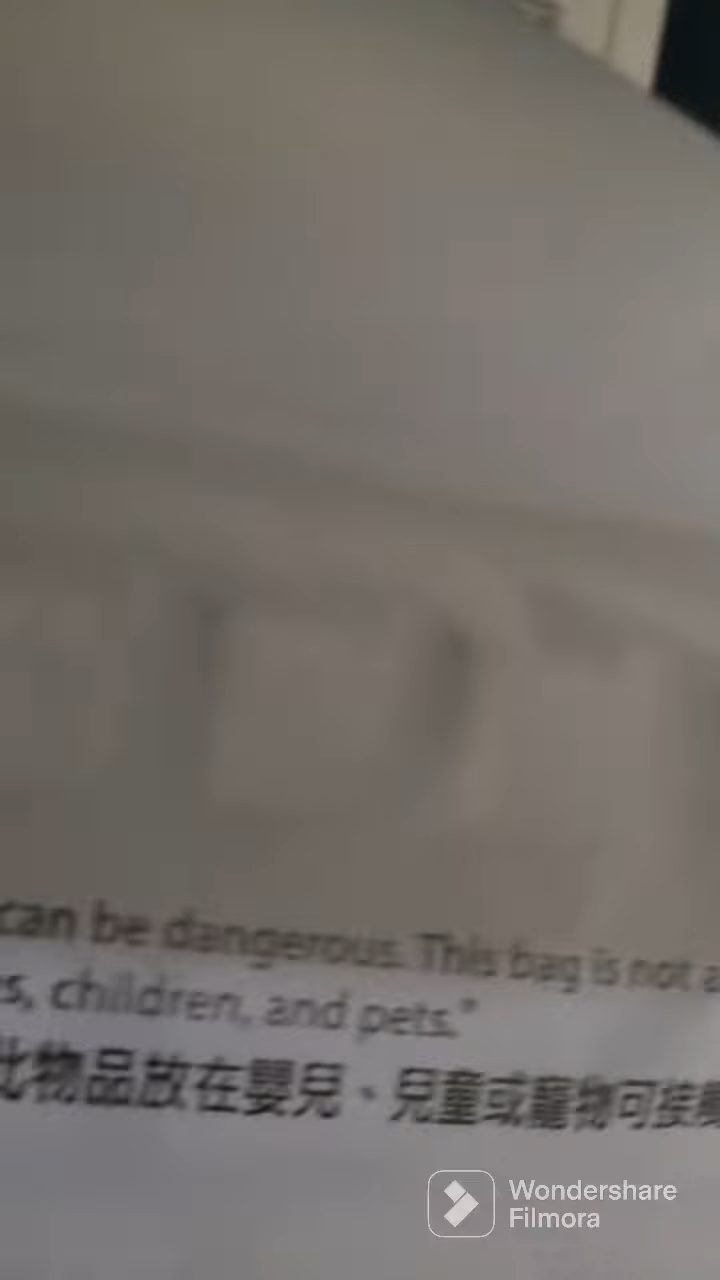 can be dangerous. This bag is not a
s, children, and pets."
此物品放在嬰兒、兒童或寵物可接觸
Wondershare
Filmora